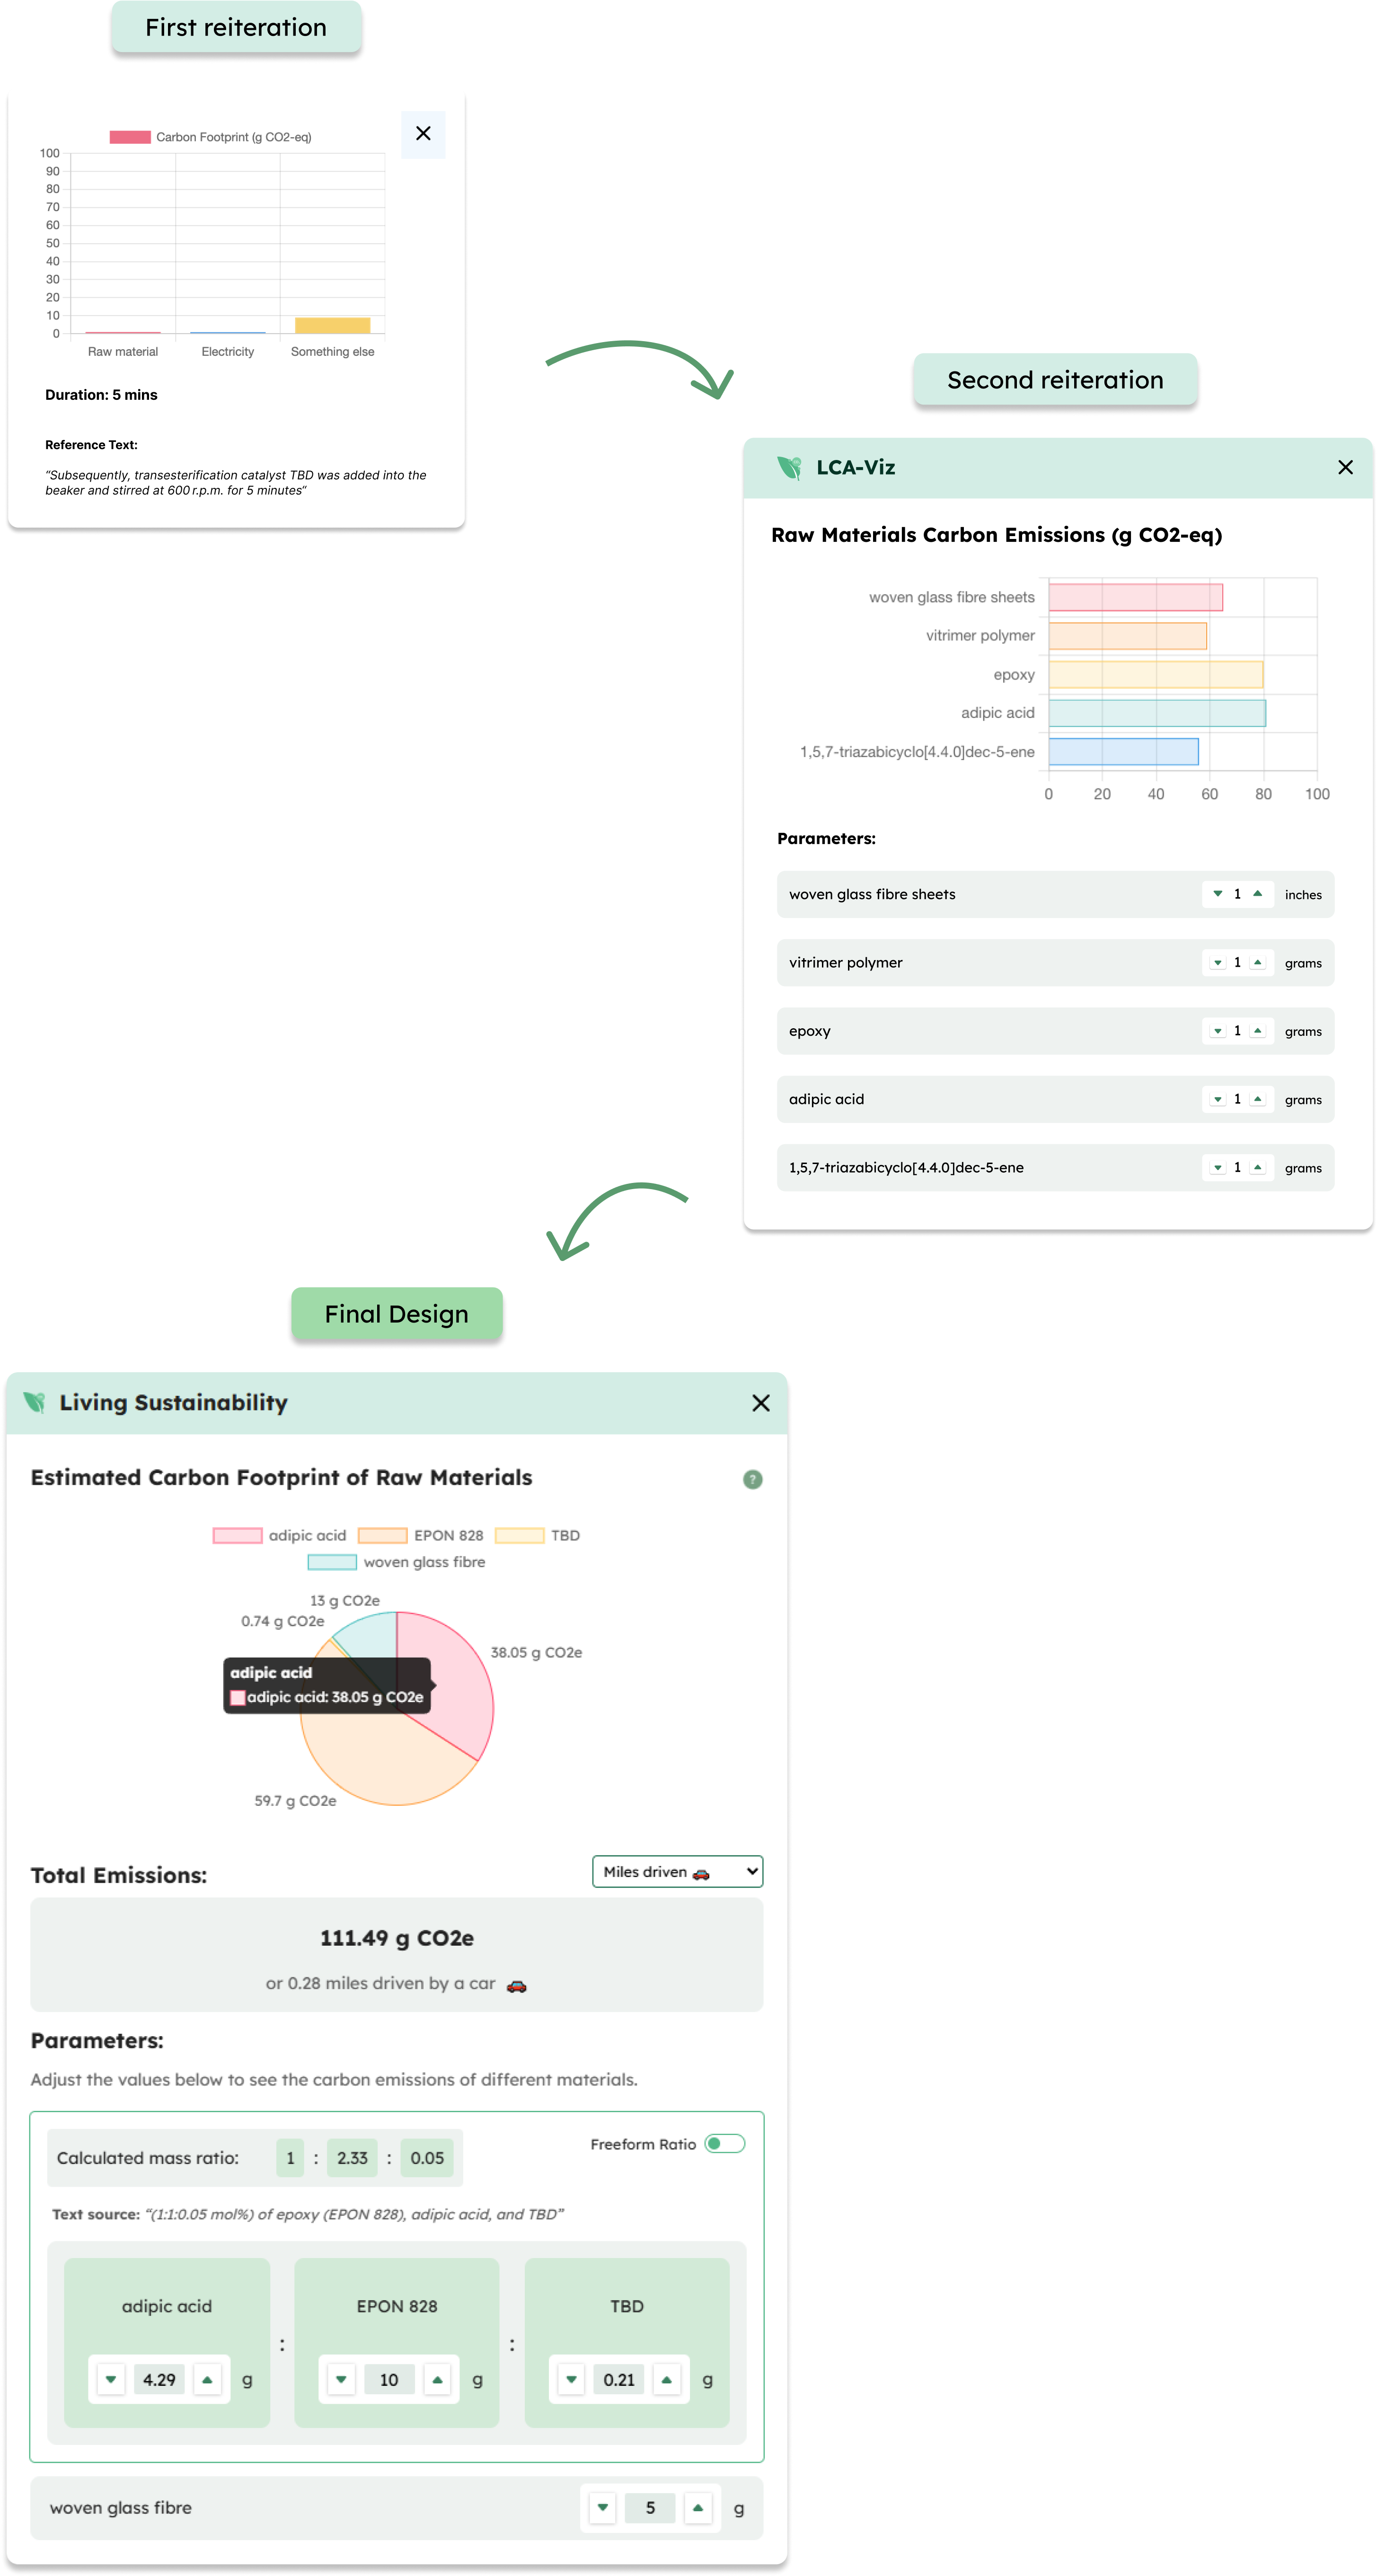 First reiteration
Carbon Footprint (g CO2-eq)
100
90
80
70
60
50
40
30
20
10
0
Raw material Electricity Something else
Duration: 5 mins
Reference Text:
“Subsequently, transesterification catalyst TBD was added into the
beaker and stirred at 600 r.p.m. for 5 minutes“
Second reiteration
LCA-Viz
Raw Materials Carbon Emissions (g CO2-eq)
woven glass fibre sheets
vitrimer polymer
epoxy
adipic acid
1,5,7-triazabicyclo[4.4.0]dec-5-ene
0 20 40 60 80 100
Parameters:
woven glass fibre sheets 1 inches
vitrimer polymer 1 grams
epoxy 1 grams
adipic acid 1 grams
1,5,7-triazabicyclo[4.4.0]dec-5-ene 1 grams
Final Design
Living Sustainability
Estimated Carbon Footprint of Raw Materials ?
adipic acid EPON 828 TBD
woven glass fibre
13 g CO2e
0.74 g CO2e
38.05 g CO2e
adipic acid
adipic acid: 38.05 g CO2e
59.7 g CO2e
Total Emissions: Miles driven
111.49 g CO2e
or 0.28 miles driven by a car
Parameters:
Adjust the values below to see the carbon emissions of different materials.
Calculated mass ratio: 1 : 2.33 : 0.05 Freeform Ratio
Text source: “(1:1:0.05 mol%) of epoxy (EPON 828), adipic acid, and TBD”
adipic acid : EPON 828 : TBD
4.29 g 10 g 0.21 g
woven glass fibre 5 g